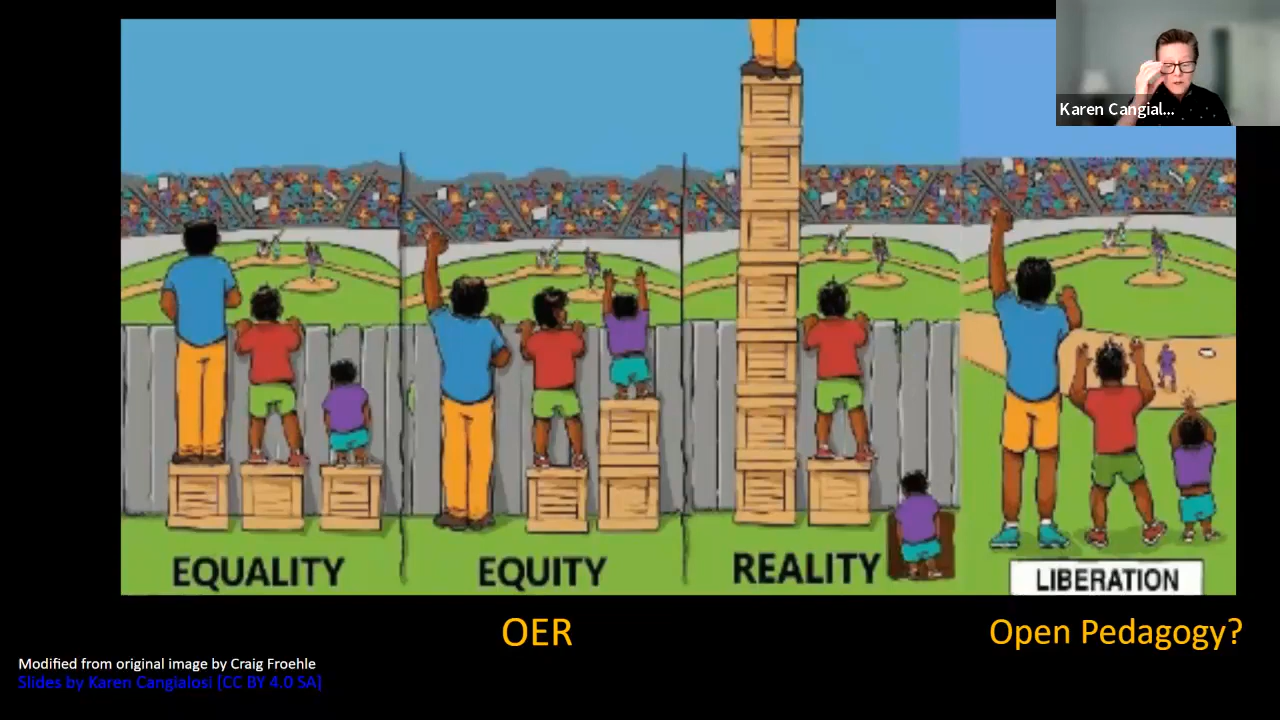 Karen Cangial...
EQUALITY
EQUITY
REALITY
LIBERATION
OER
Open Pedagogy?
Modified from original image by Craig Froehle
Slides by Karen Cangialosi [CC BY 4.0 SA]